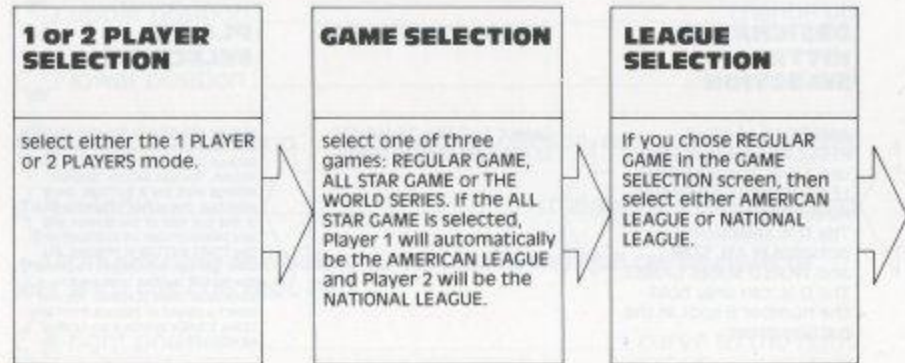 1 or 2 PLAYER
SELECTION
select either the 1 PLAYER
or 2 PLAYERS mode.
GAME SELECTION
select one of three
games: REGULAR GAME,
ALL STAR GAME or THE
WORLD SERIES. If the ALL
STAR GAME is selected,
Player 1 will automatically
be the AMERICAN LEAGUE
and Player 2 will be the
NATIONAL LEAGUE.
LEAGUE
SELECTION
If you chose REGULAR
GAME in the GAME
SELECTION screen, then
select either AMERICAN
LEAGUE or NATIONAL
LEAGUE.